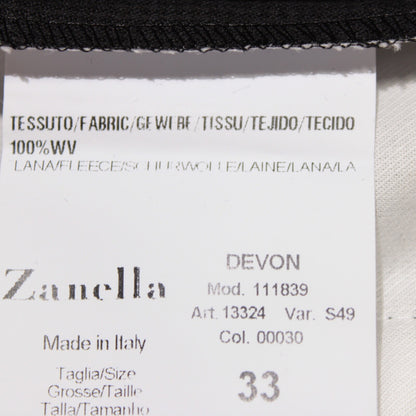 TESSUTO/FABRIC/GEWEBE/TISSU/TEJIDO/TECIDO
100%WV
LANA/FLEECE/SCHURWOLLE/LAINE/LANA/LA
Zanella
DEVON
Mod. 111839
Art. 13324 Var. S49
Col. 00030
Made in Italy
Taglia/Size
Grosse/Taille
Talla/Tamanho
33